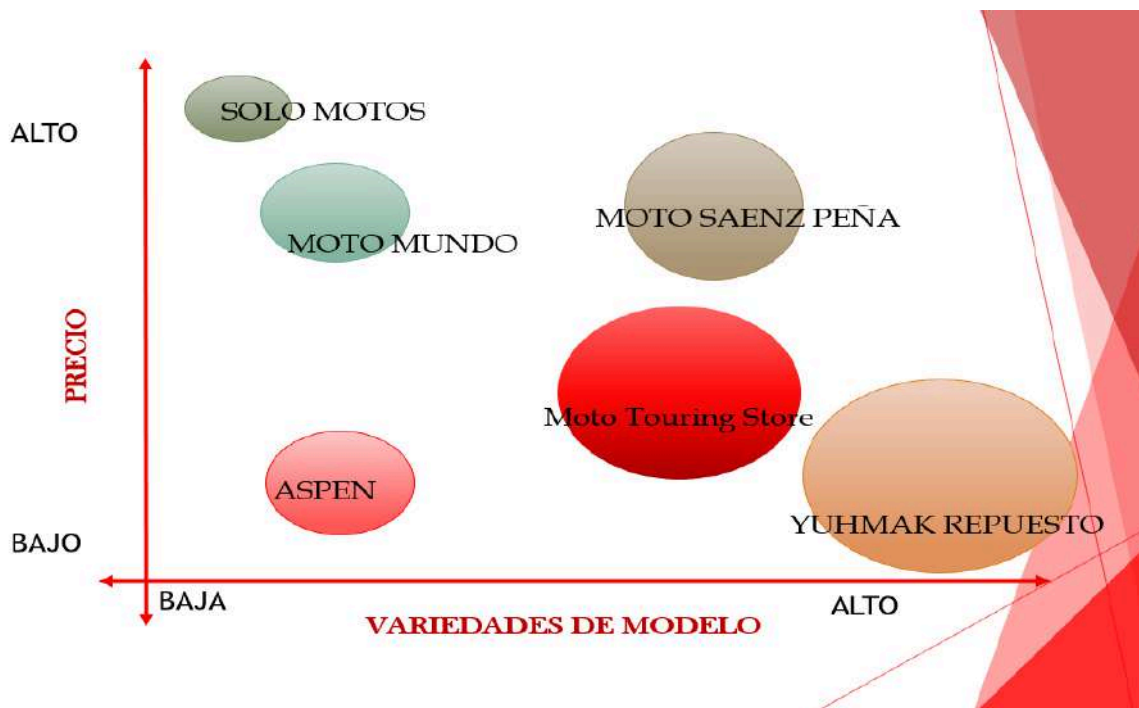 SOLO MOTOS
ALTO
MOTO SAENZ PEÑA
MOTO MUNDO
PRECIO
Moto Touring Store
ASPEN
YUHMAK REPUESTO
BAJO
BAJA
ALTO
VARIEDADES DE MODELO